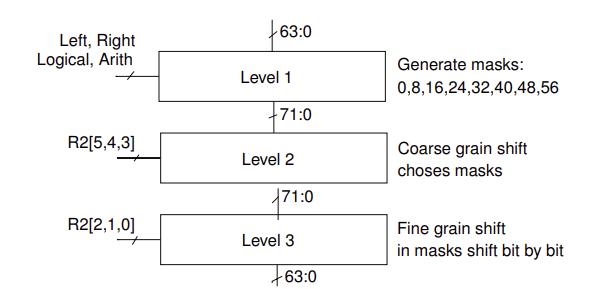 63:0
Left, Right
Logical, Arith
Level 1
Generate masks:
0,8,16,24,32,40,48,56
71:0
R2[5,4,3]
Level 2
Coarse grain shift
choses masks
71:0
R2[2,1,0]
Level 3
Fine grain shift
in masks shift bit by bit
63:0